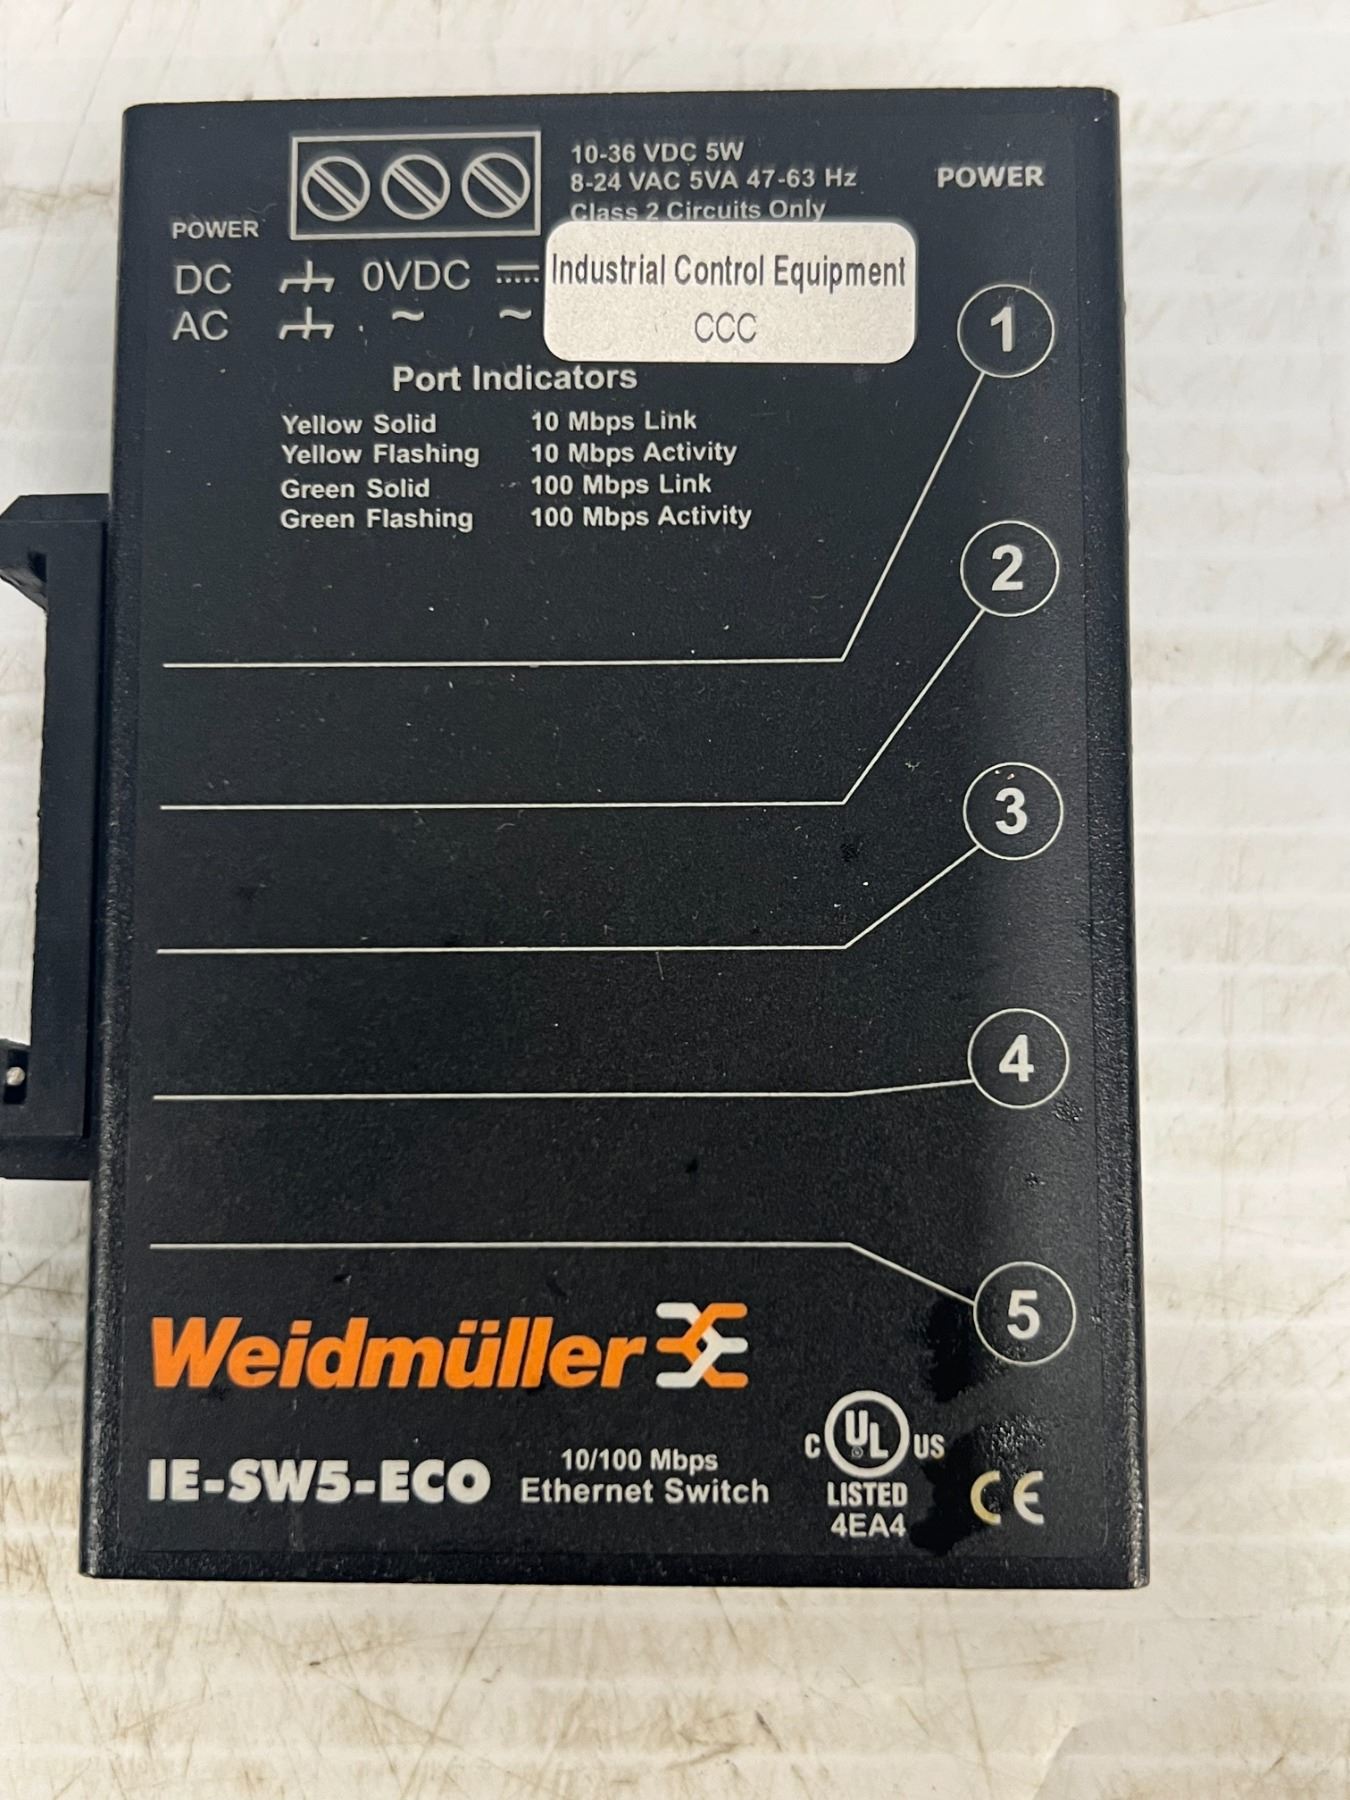 10-36 VDC 5W
8-24 VAC 5VA 47-63 Hz
Class 2 Circuits Only
POWER
POWER
DC 0VDC
AC ~ ~
Industrial Control Equipment
CCC
Port Indicators
Yellow Solid 10 Mbps Link
Yellow Flashing 10 Mbps Activity
Green Solid 100 Mbps Link
Green Flashing 100 Mbps Activity
1
2
3
4
5
Weidmüller
IE-SW5-ECO
10/100 Mbps
Ethernet Switch
C UL US
LISTED
4EA4
CE